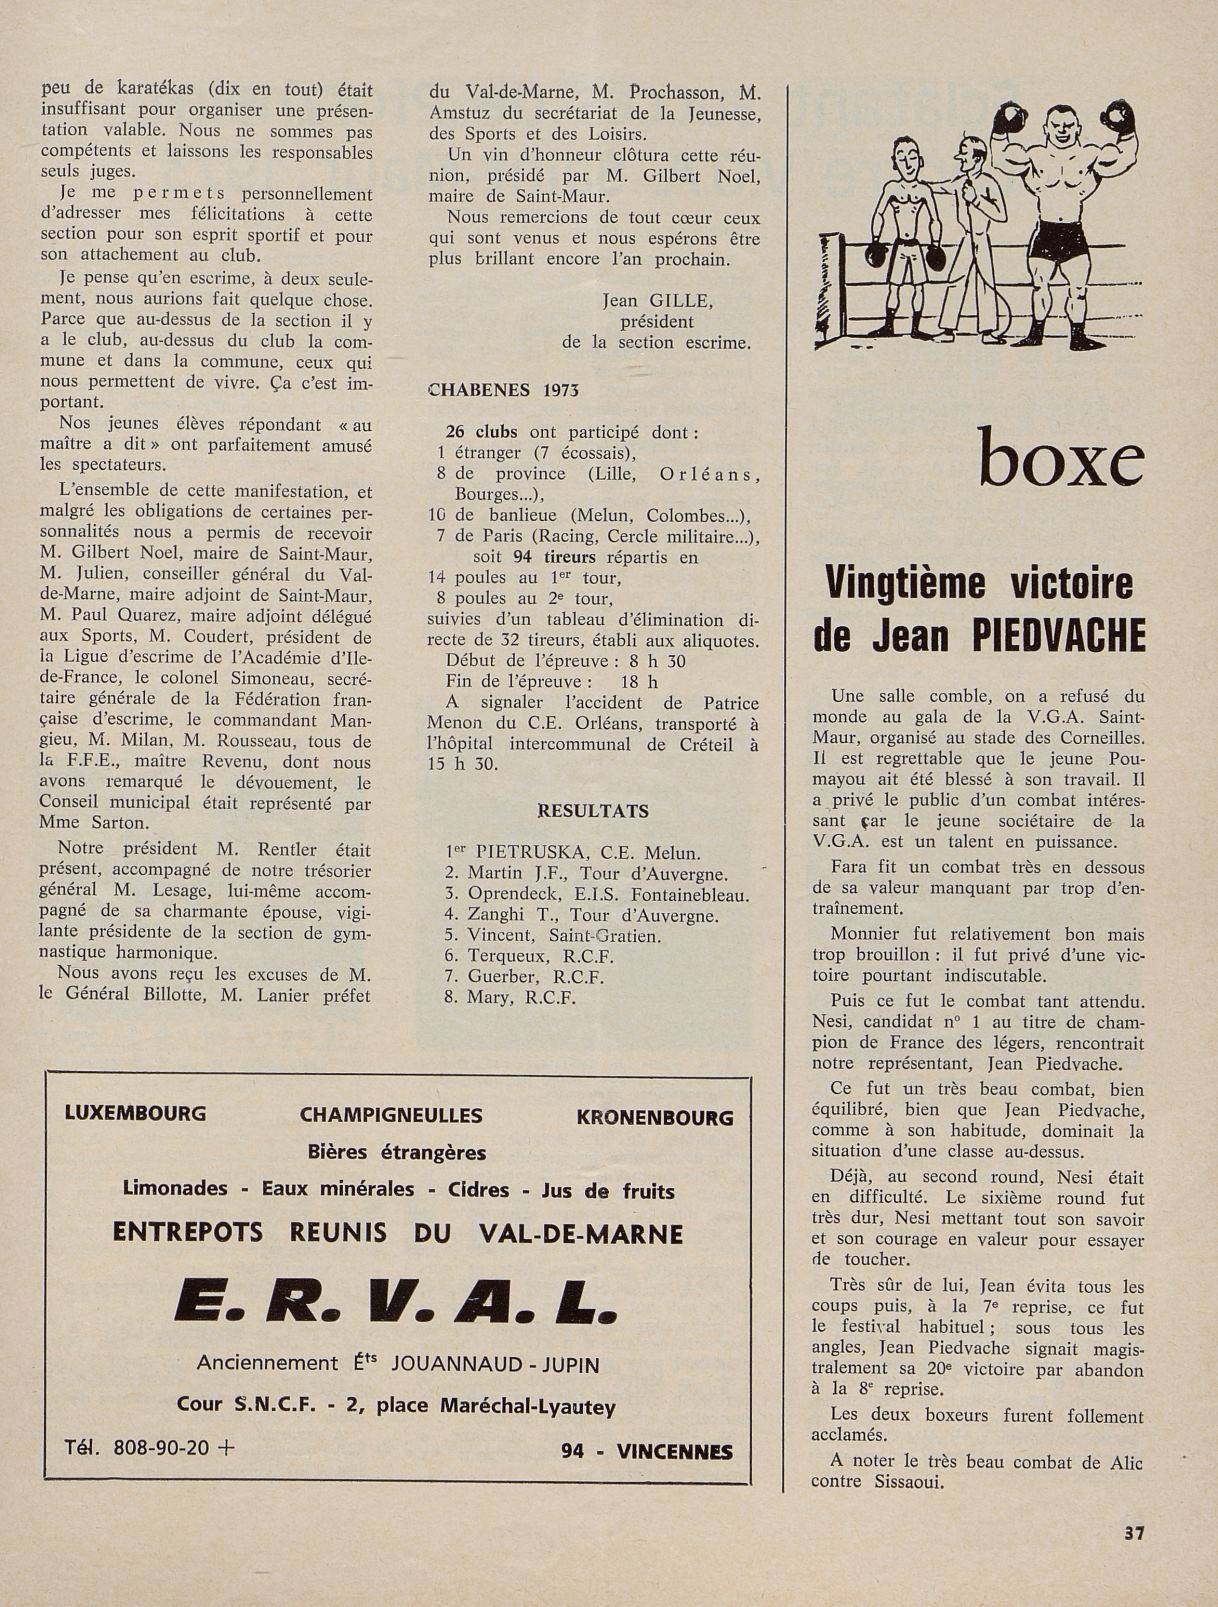 peu de karatékas (dix en tout) était
insuffisant pour organiser une présen-
tation valable. Nous ne sommes pas
compétents et laissons les responsables
seuls juges.
Je me permets personnellement
d'adresser mes félicitations à cette
section pour son esprit sportif et pour
son attachement au club.
Je pense qu'en escrime, à deux seule-
ment, nous aurions fait quelque chose.
Parce que au-dessus de la section il y
a le club, au-dessus du club la com-
mune et dans la commune, ceux qui
nous permettent de vivre. Ça c'est im-
portant.
Nos jeunes élèves répondant « au
maître a dit » ont parfaitement amusé
les spectateurs.
L'ensemble de cette manifestation, et
malgré les obligations de certaines per-
sonnalités nous a permis de recevoir
M. Gilbert Noel, maire de Saint-Maur,
M. Julien, conseiller général du Val-
de-Marne, maire adjoint de Saint-Maur,
M. Paul Quarez, maire adjoint délégué
aux Sports, M. Coudert, président de
la Ligue d'escrime de l'Académie d'Ile-
de-France, le colonel Simoneau, secré-
taire générale de la Fédération fran-
çaise d'escrime, le commandant Man-
gieu, M. Milan, M. Rousseau, tous de
la F.F.E., maître Revenu, dont nous
avons remarqué le dévouement, le
Conseil municipal était représenté par
Mme Sarton.
Notre président M. Rentler était
présent, accompagné de notre trésorier
général M. Lesage, lui-même accom-
pagné de sa charmante épouse, vigi-
lante présidente de la section de gym-
nastique harmonique.
Nous avons reçu les excuses de M.
le Général Billotte, M. Lanier préfet
du Val-de-Marne, M. Prochasson, M.
Amstuz du secrétariat de la Jeunesse,
des Sports et des Loisirs.
Un vin d'honneur clôtura cette réu-
nion, présidé par M. Gilbert Noel,
maire de Saint-Maur.
Nous remercions de tout cœur ceux
qui sont venus et nous espérons être
plus brillant encore l'an prochain.
Jean GILLE,
président
de la section escrime.
CHABENES 1973
26 clubs ont participé dont :
1 étranger (7 écossais),
8 de province (Lille, Orléans,
Bourges...),
10 de banlieue (Melun, Colombes...),
7 de Paris (Racing, Cercle militaire...),
soit 94 tireurs répartis en
14 poules au 1er tour,
8 poules au 2e tour,
suivies d'un tableau d'élimination di-
recte de 32 tireurs, établi aux aliquotes.
Début de l'épreuve : 8 h 30
Fin de l'épreuve : 18 h
A signaler l'accident de Patrice
Menon du C.E. Orléans, transporté à
l'hôpital intercommunal de Créteil à
15 h 30.
RESULTATS
1er PIETRUSKA, C.E. Melun.
2. Martin J.F., Tour d'Auvergne.
3. Oprendeck, E.I.S. Fontainebleau.
4. Zanghi T., Tour d'Auvergne.
5. Vincent, Saint-Gratien.
6. Terqueux, R.C.F.
7. Guerber, R.C.F.
8. Mary, R.C.F.
LUXEMBOURG CHAMPIGNEULLES KRONENBOURG
Bières étrangères
Limonades - Eaux minérales - Cidres - Jus de fruits
ENTREPOTS REUNIS DU VAL-DE-MARNE
E. R. V. A. L.
Anciennement Éts JOUANNAUD - JUPIN
Cour S.N.C.F. - 2, place Maréchal-Lyautey
Tél. 808-90-20 + 94 - VINCENNES
boxe
Vingtième victoire
de Jean PIEDVACHE
Une salle comble, on a refusé du
monde au gala de la V.G.A. Saint-
Maur, organisé au stade des Corneilles.
Il est regrettable que le jeune Pou-
mayou ait été blessé à son travail. Il
a privé le public d'un combat intéres-
sant çar le jeune sociétaire de la
V.G.A. est un talent en puissance.
Fara fit un combat très en dessous
de sa valeur manquant par trop d'en-
traînement.
Monnier fut relativement bon mais
trop brouillon : il fut privé d'une vic-
toire pourtant indiscutable.
Puis ce fut le combat tant attendu.
Nesi, candidat n° 1 au titre de cham-
pion de France des légers, rencontrait
notre représentant, Jean Piedvache.
Ce fut un très beau combat, bien
équilibré, bien que Jean Piedvache,
comme à son habitude, dominait la
situation d'une classe au-dessus.
Déjà, au second round, Nesi était
en difficulté. Le sixième round fut
très dur, Nesi mettant tout son savoir
et son courage en valeur pour essayer
de toucher.
Très sûr de lui, Jean évita tous les
coups puis, à la 7e reprise, ce fut
le festival habituel ; sous tous les
angles, Jean Piedvache signait magis-
tralement sa 20e victoire par abandon
à la 8e reprise.
Les deux boxeurs furent follement
acclamés.
A noter le très beau combat de Alic
contre Sissaoui.
37